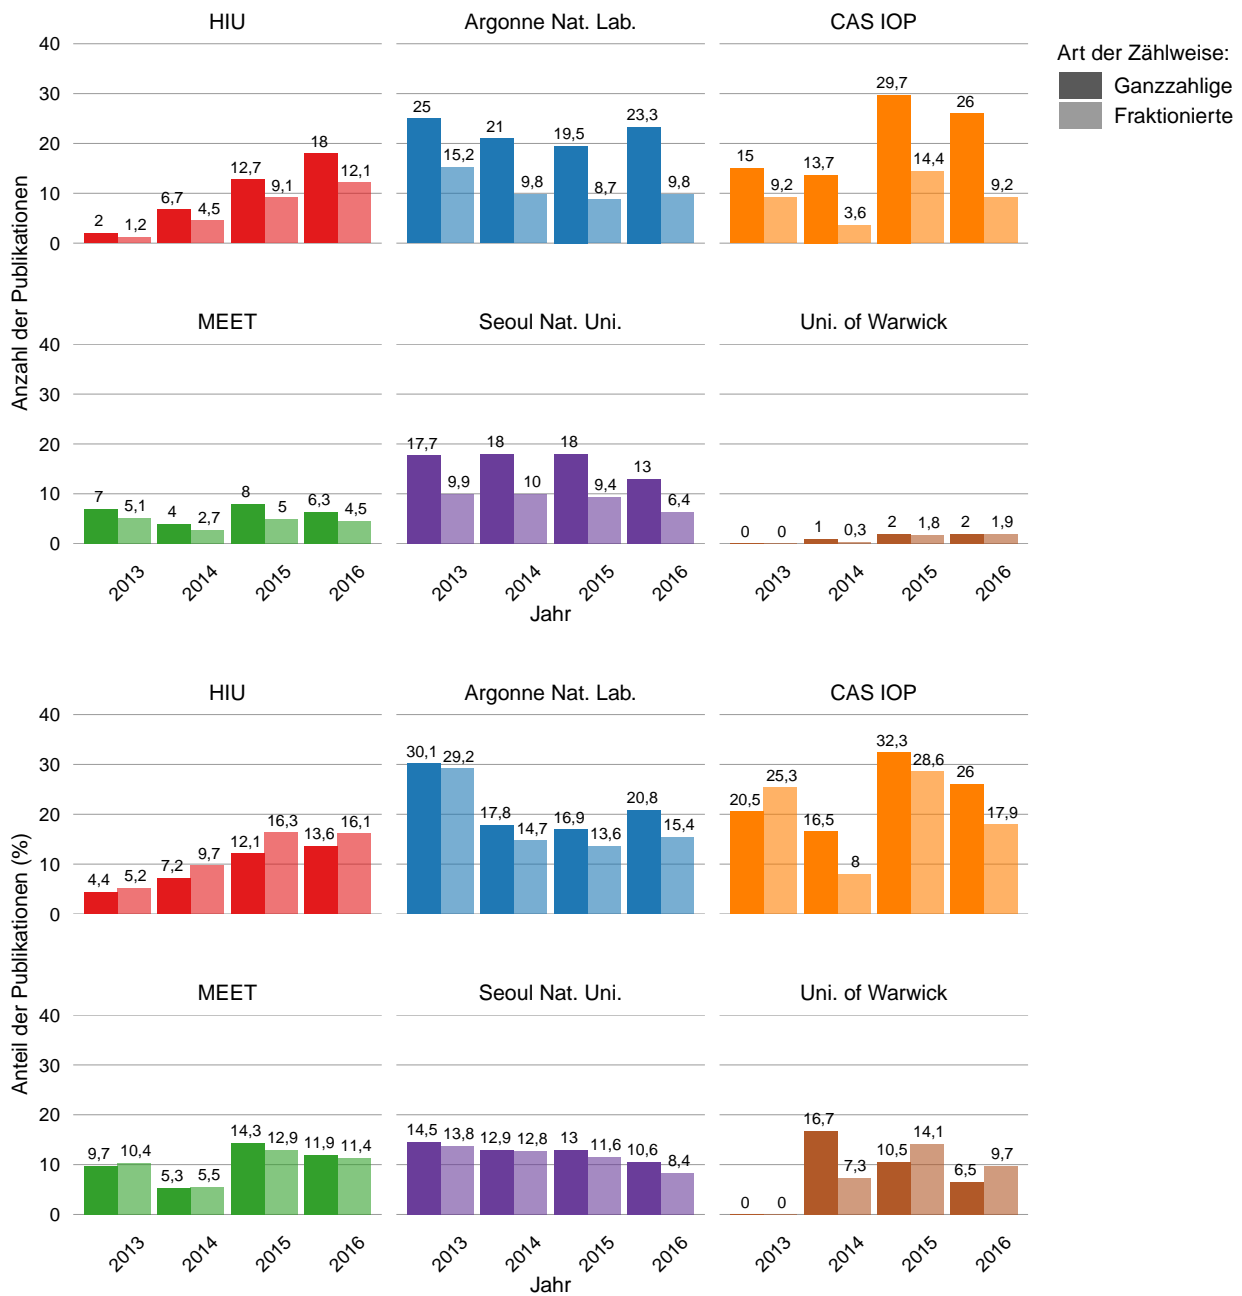 HIU Argonne Nat. Lab. CAS IOP
Art der Zählweise:
Ganzzahlige
Fraktionierte
Anzahl der Publikationen
40
30
20
10
0
2 1,2 6,7 4,5 12,7 9,1 18 12,1
25 15,2 21 9,8 19,5 8,7 23,3 9,8
15 9,2 13,7 3,6 29,7 14,4 26 9,2
MEET Seoul Nat. Uni. Uni. of Warwick
40
30
20
10
0
7 5,1 4 2,7 8 5 6,3 4,5
17,7 9,9 18 10 18 9,4 13 6,4
0 0 1 0,3 2 1,8 2 1,9
2013 2014 2015 2016 2013 2014 2015 2016 2013 2014 2015 2016
Jahr
HIU Argonne Nat. Lab. CAS IOP
Anteil der Publikationen (%)
40
30
20
10
0
4,4 5,2 7,2 9,7 12,1 16,3 13,6 16,1
30,1 29,2 17,8 14,7 16,9 13,6 20,8 15,4
20,5 25,3 16,5 8 32,3 28,6 26 17,9
MEET Seoul Nat. Uni. Uni. of Warwick
40
30
20
10
0
9,7 10,4 5,3 5,5 14,3 12,9 11,9 11,4
14,5 13,8 12,9 12,8 13 11,6 10,6 8,4
0 0 16,7 7,3 10,5 14,1 6,5 9,7
2013 2014 2015 2016 2013 2014 2015 2016 2013 2014 2015 2016
Jahr